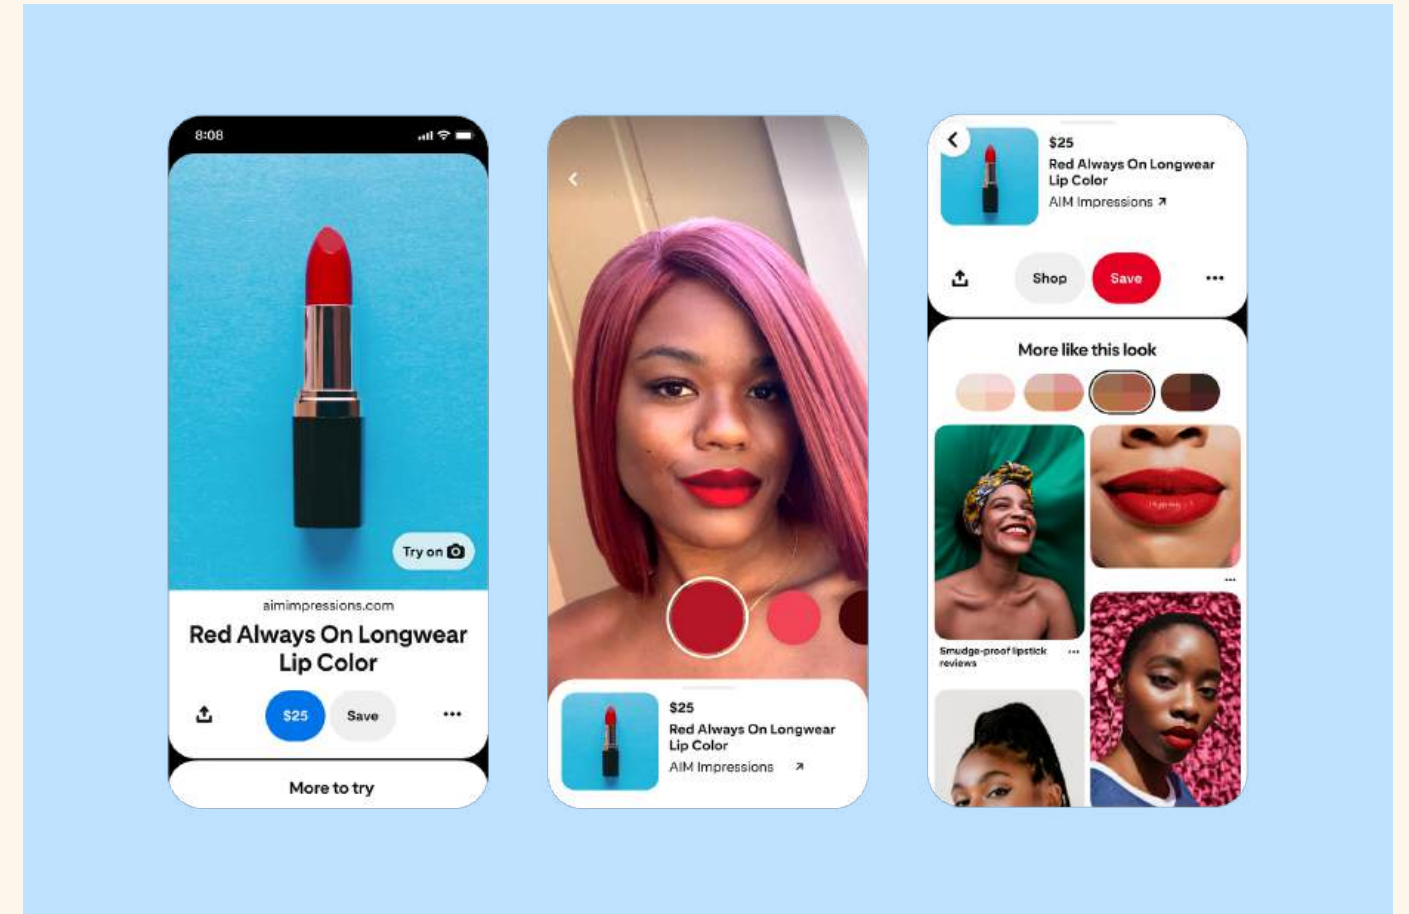 8:08
Try on
aimimpressions.com
Red Always On Longwear
Lip Color
$25
Save
More to try
$25
Red Always On Longwear
Lip Color
AIM Impressions
$25
Red Always On Longwear
Lip Color
AIM Impressions
Shop
Save
More like this look
Smudge-proof lipstick
reviews